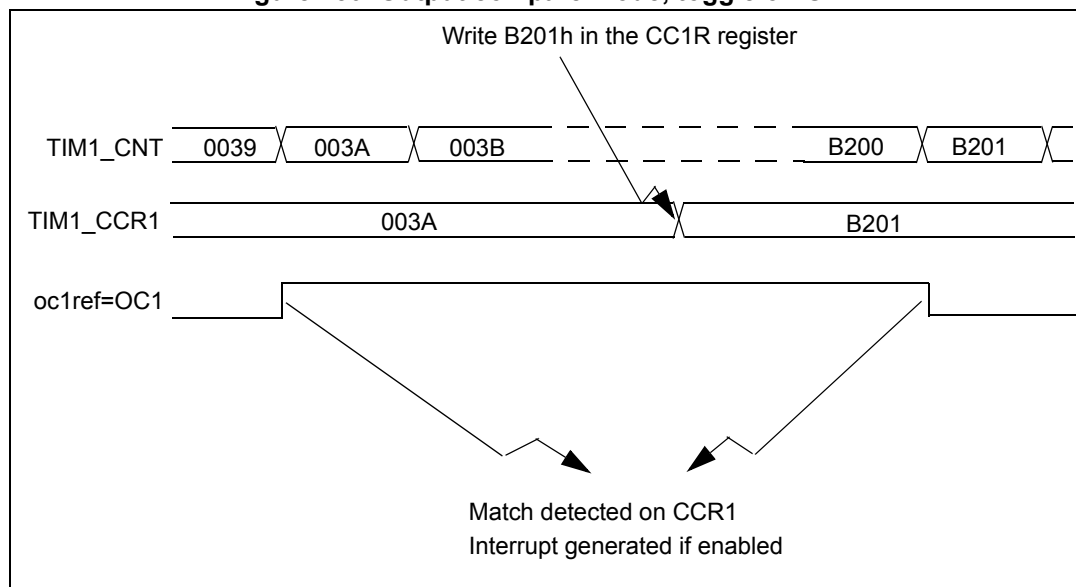 Write B201h in the CC1R register
TIM1_CNT 0039 003A 003B B200 B201
TIM1_CCR1 003A B201
oc1ref=OC1
Match detected on CCR1
Interrupt generated if enabled